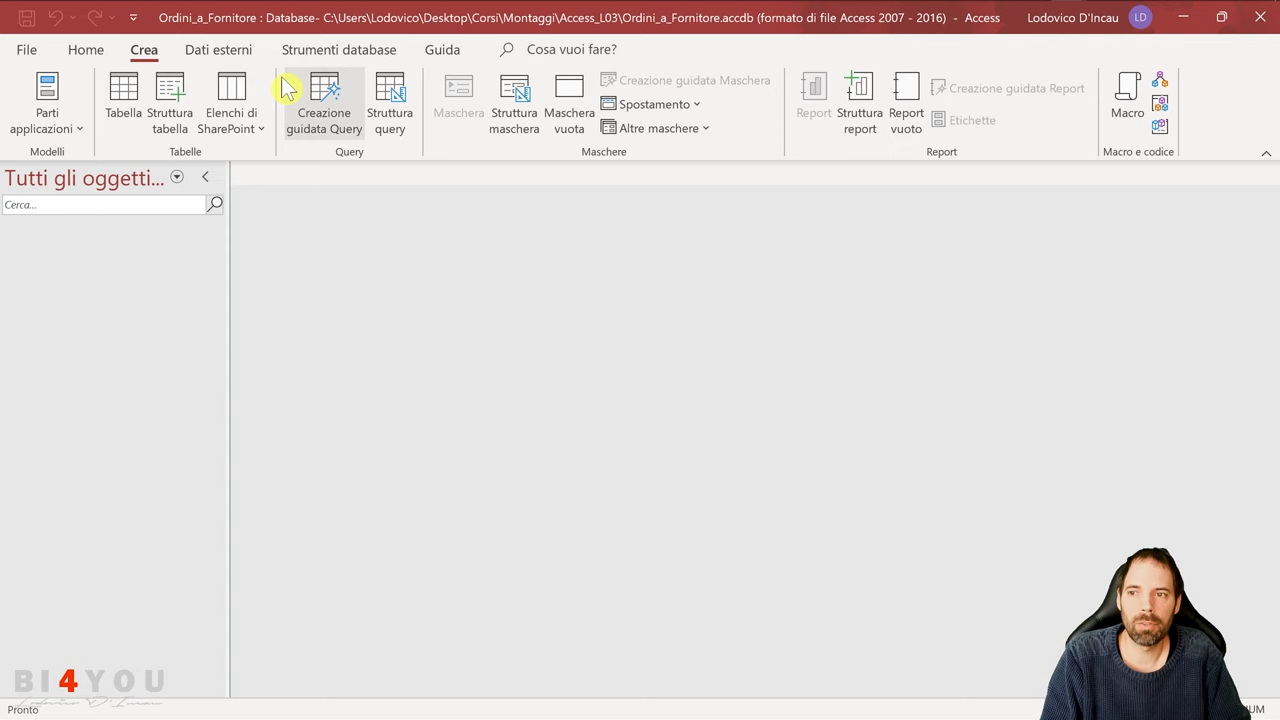 Ordini_a_Fornitore : Database- C:\Users\Lodovico\Desktop\Corsi\Montaggi\Access_L03\Ordini_a_Fornitore.accdb (formato di file Access 2007 - 2016) - Access
Lodovico D'Incau
LD
File
Home
Crea
Dati esterni
Strumenti database
Guida
Cosa vuoi fare?
Parti
applicazioni
Tabella
Struttura
tabella
Elenchi di
SharePoint
Creazione
guidata Query
Struttura
query
Maschera
Struttura
maschera
Maschera
vuota
Creazione guidata Maschera
Spostamento
Altre maschere
Report
Struttura
report
Report
vuoto
Creazione guidata Report
Etichette
Macro
Modelli
Tabelle
Query
Maschere
Report
Macro e codice
Tutti gli oggetti...
Cerca...
BI4YOU
Lodovico D'Incau
Pronto
UM